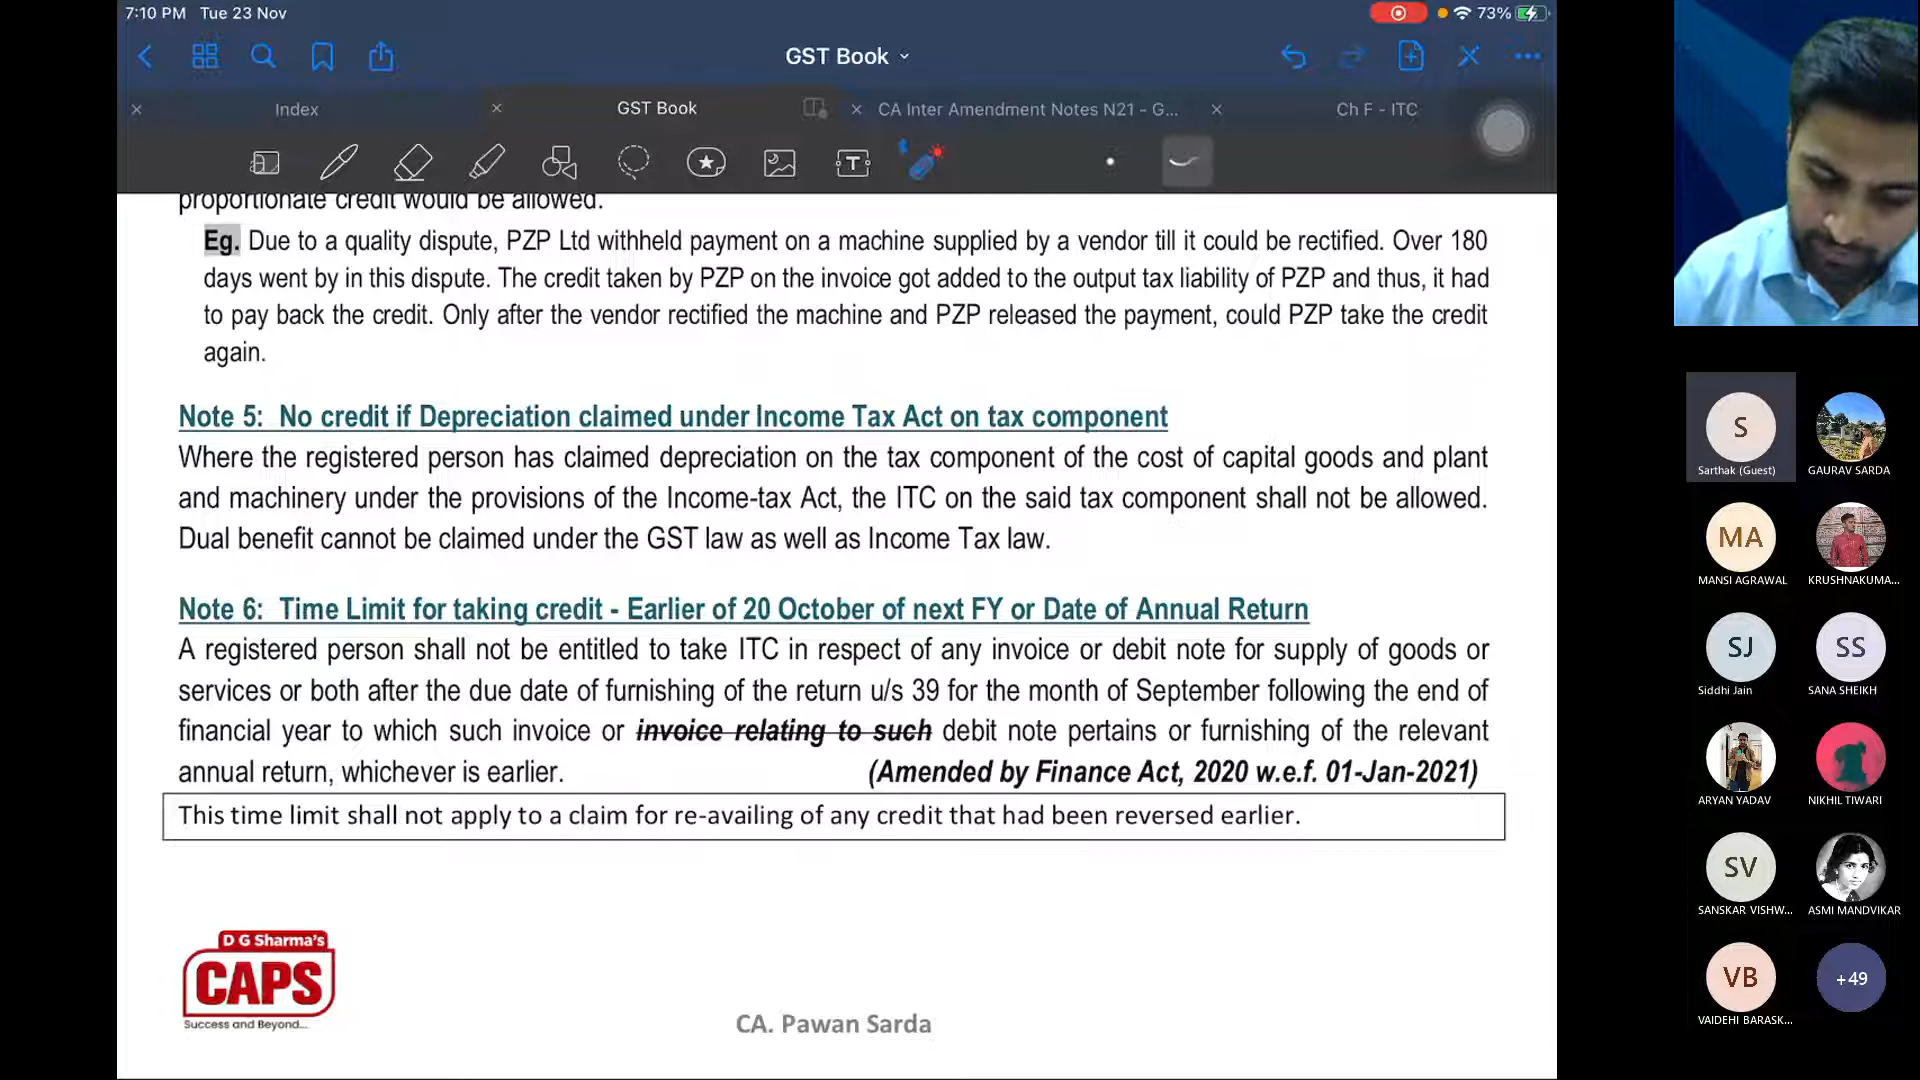 7:10 PM Tue 23 Nov
73%
GST Book
Index
GST Book
CA Inter Amendment Notes N21 - G...
Ch F - ITC
T
proportionate credit would be allowed.
Eg. Due to a quality dispute, PZP Ltd withheld payment on a machine supplied by a vendor till it could be rectified. Over 180
days went by in this dispute. The credit taken by PZP on the invoice got added to the output tax liability of PZP and thus, it had
to pay back the credit. Only after the vendor rectified the machine and PZP released the payment, could PZP take the credit
again.
Note 5: No credit if Depreciation claimed under Income Tax Act on tax component
Where the registered person has claimed depreciation on the tax component of the cost of capital goods and plant
and machinery under the provisions of the Income-tax Act, the ITC on the said tax component shall not be allowed.
Dual benefit cannot be claimed under the GST law as well as Income Tax law.
Note 6: Time Limit for taking credit - Earlier of 20 October of next FY or Date of Annual Return
A registered person shall not be entitled to take ITC in respect of any invoice or debit note for supply of goods or
services or both after the due date of furnishing of the return u/s 39 for the month of September following the end of
financial year to which such invoice or invoice relating to such debit note pertains or furnishing of the relevant
annual return, whichever is earlier. (Amended by Finance Act, 2020 w.e.f. 01-Jan-2021)
This time limit shall not apply to a claim for re-availing of any credit that had been reversed earlier.
D G Sharma's
CAPS
Success and Beyond...
CA. Pawan Sarda
S
Sarthak (Guest)
GAURAV SARDA
MA
MANSI AGRAWAL
KRUSHNAKUMA...
SJ
Siddhi Jain
SS
SANA SHEIKH
ARYAN YADAV
NIKHIL TIWARI
SV
SANSKAR VISHW...
ASMI MANDVIKAR
VB
VAIDEHI BARASK...
+49